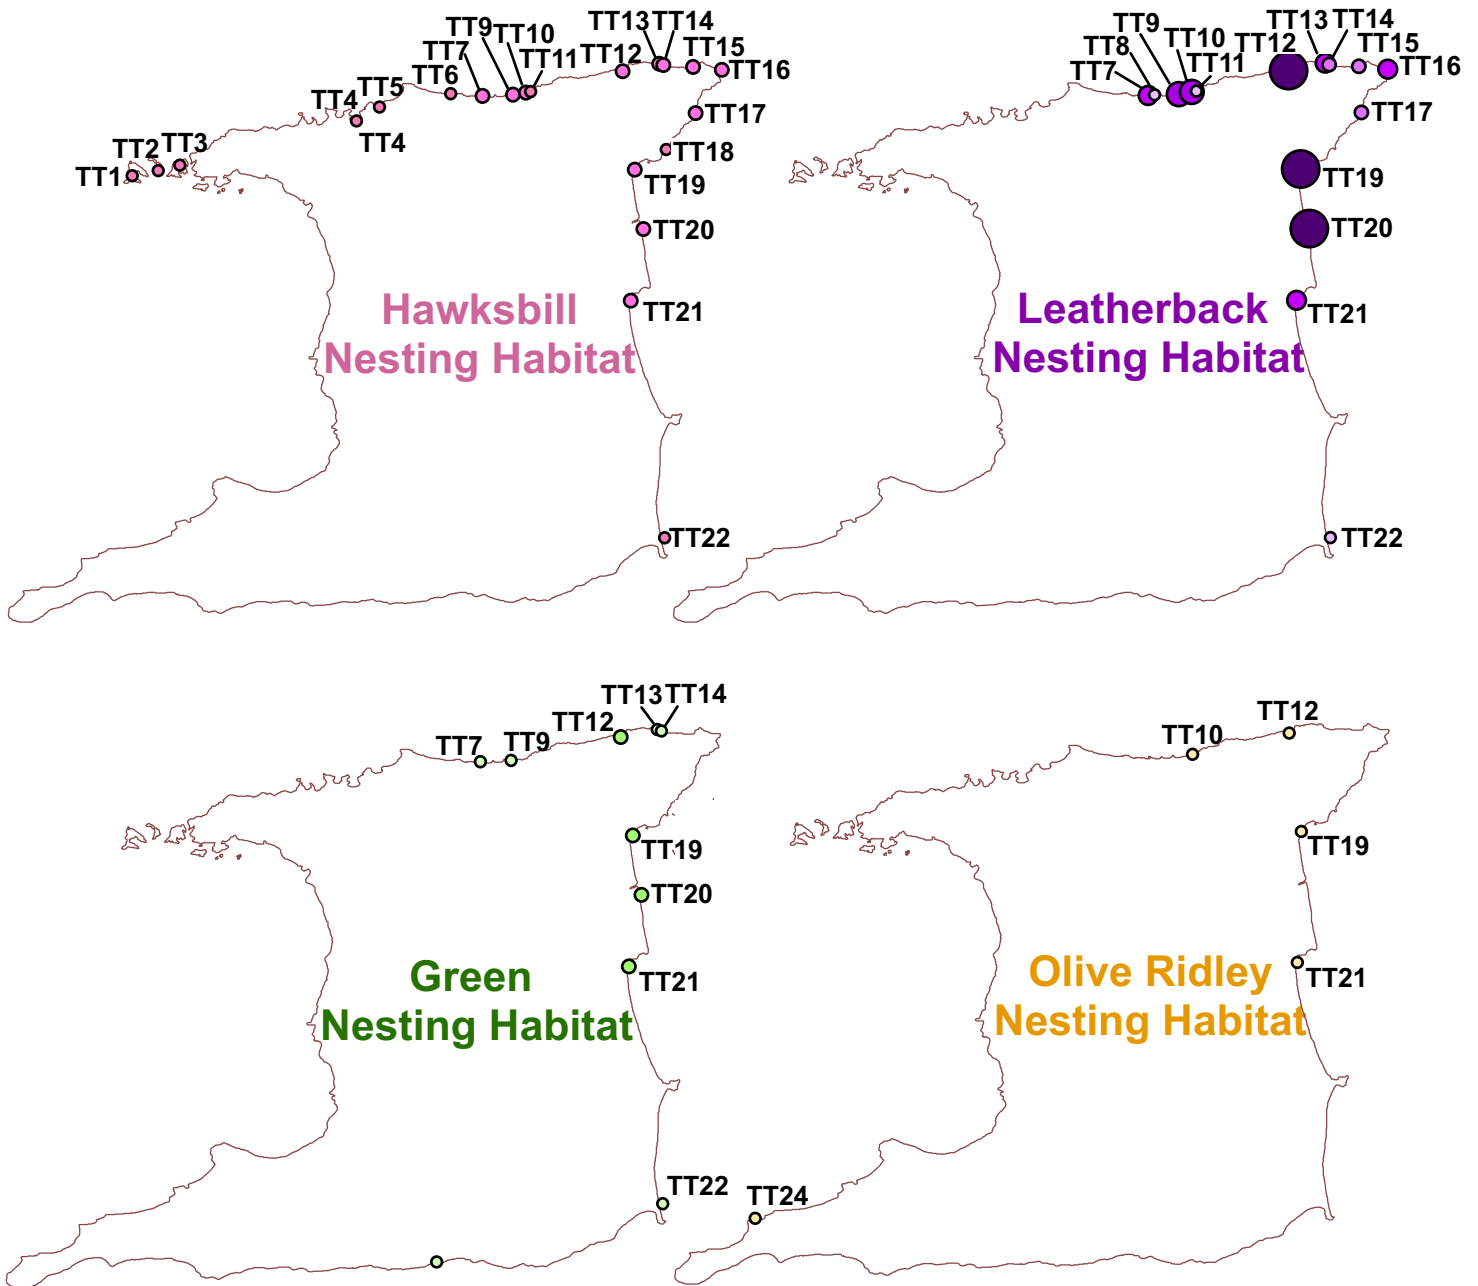 TT13 TT14
TT9 TT10
TT7
TT11
TT12
TT15
TT16
TT6
TT5
TT4
TT4
TT17
TT18
TT3
TT2
TT1
TT19
TT20
TT21
Hawksbill
Nesting Habitat
TT22
TT13 TT14
TT9
TT10
TT8
TT7
TT11
TT12
TT15
TT16
TT17
TT19
TT20
TT21
Leatherback
Nesting Habitat
TT22
TT13 TT14
TT12
TT7
TT9
TT19
TT20
TT21
Green
Nesting Habitat
TT22
TT12
TT10
TT19
TT21
Olive Ridley
Nesting Habitat
TT24